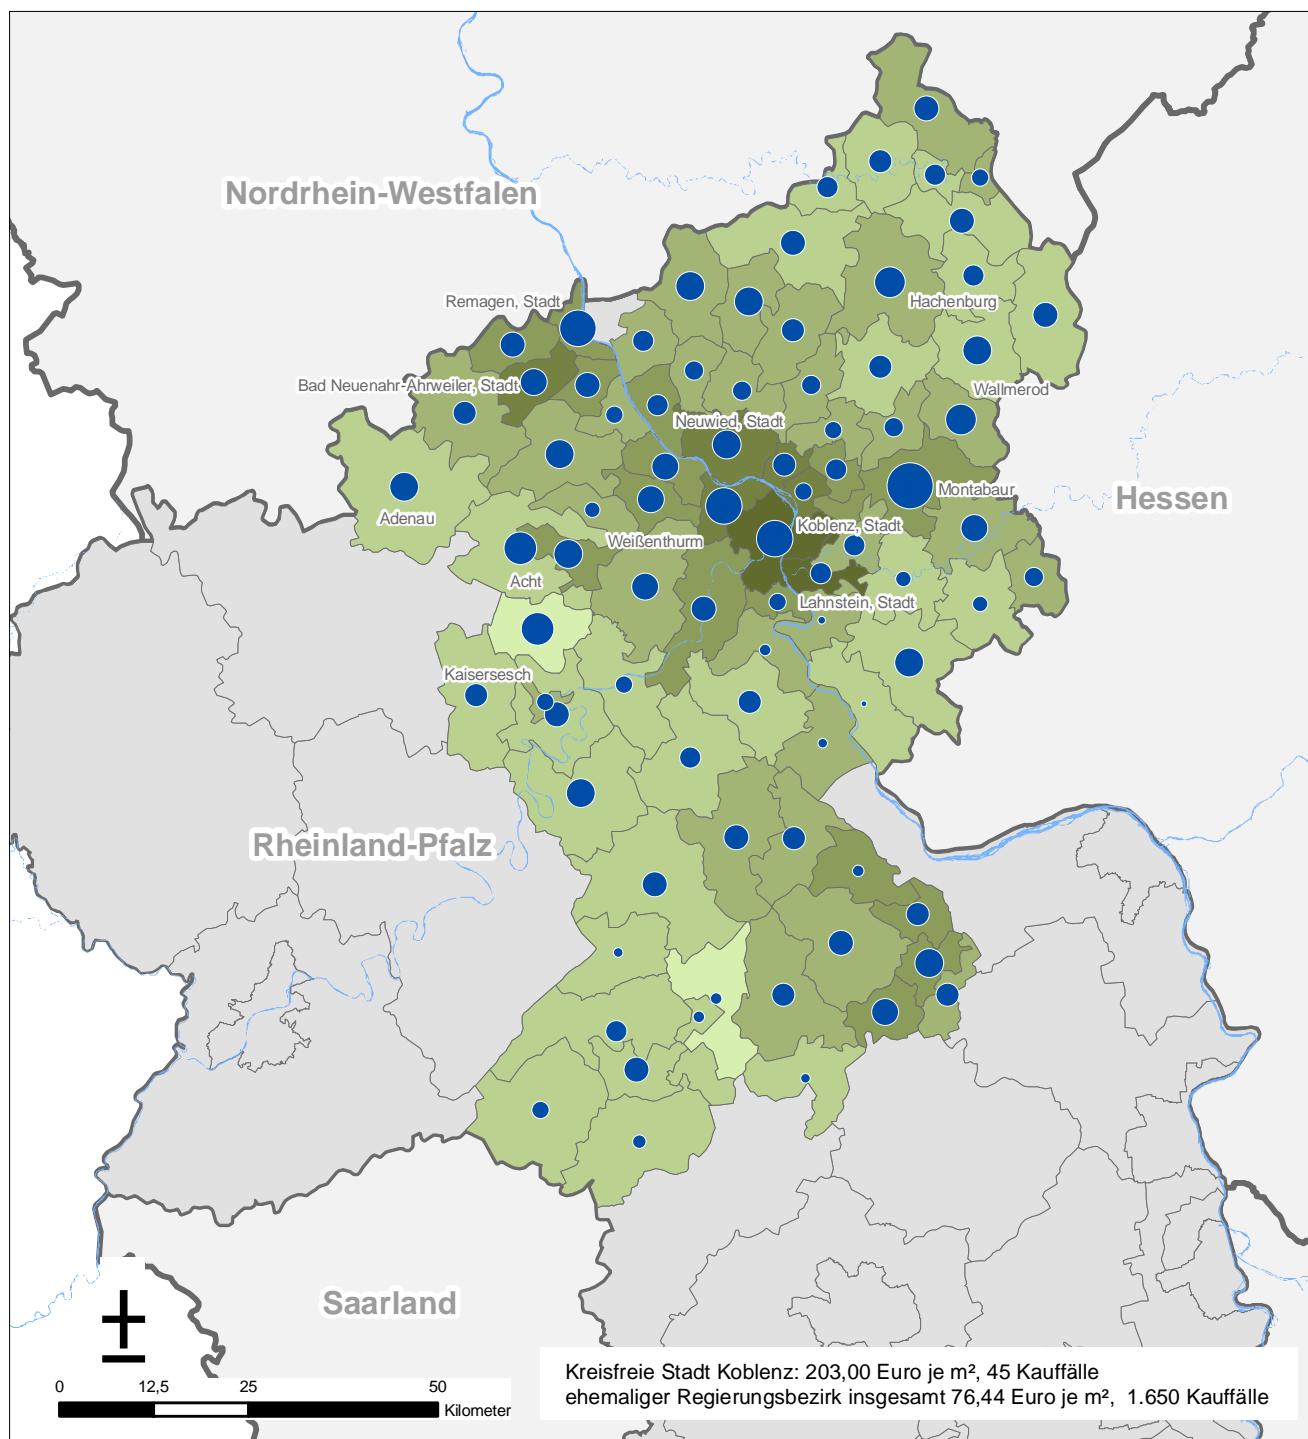 Nordrhein-Westfalen
Remagen, Stadt
Hachenburg
Bad Neuenahr-Ahrweiler, Stadt
Wallmerod
Neuwied, Stadt
Montabaur
Hessen
Adenau
Koblenz, Stadt
Weißenthurm
Acht
Lahnstein, Stadt
Kaisersesch
Rheinland-Pfalz
Saarland
0 12,5 25 50
Kilometer
Kreisfreie Stadt Koblenz: 203,00 Euro je m², 45 Kauffälle
ehemaliger Regierungsbezirk insgesamt 76,44 Euro je m², 1.650 Kauffälle